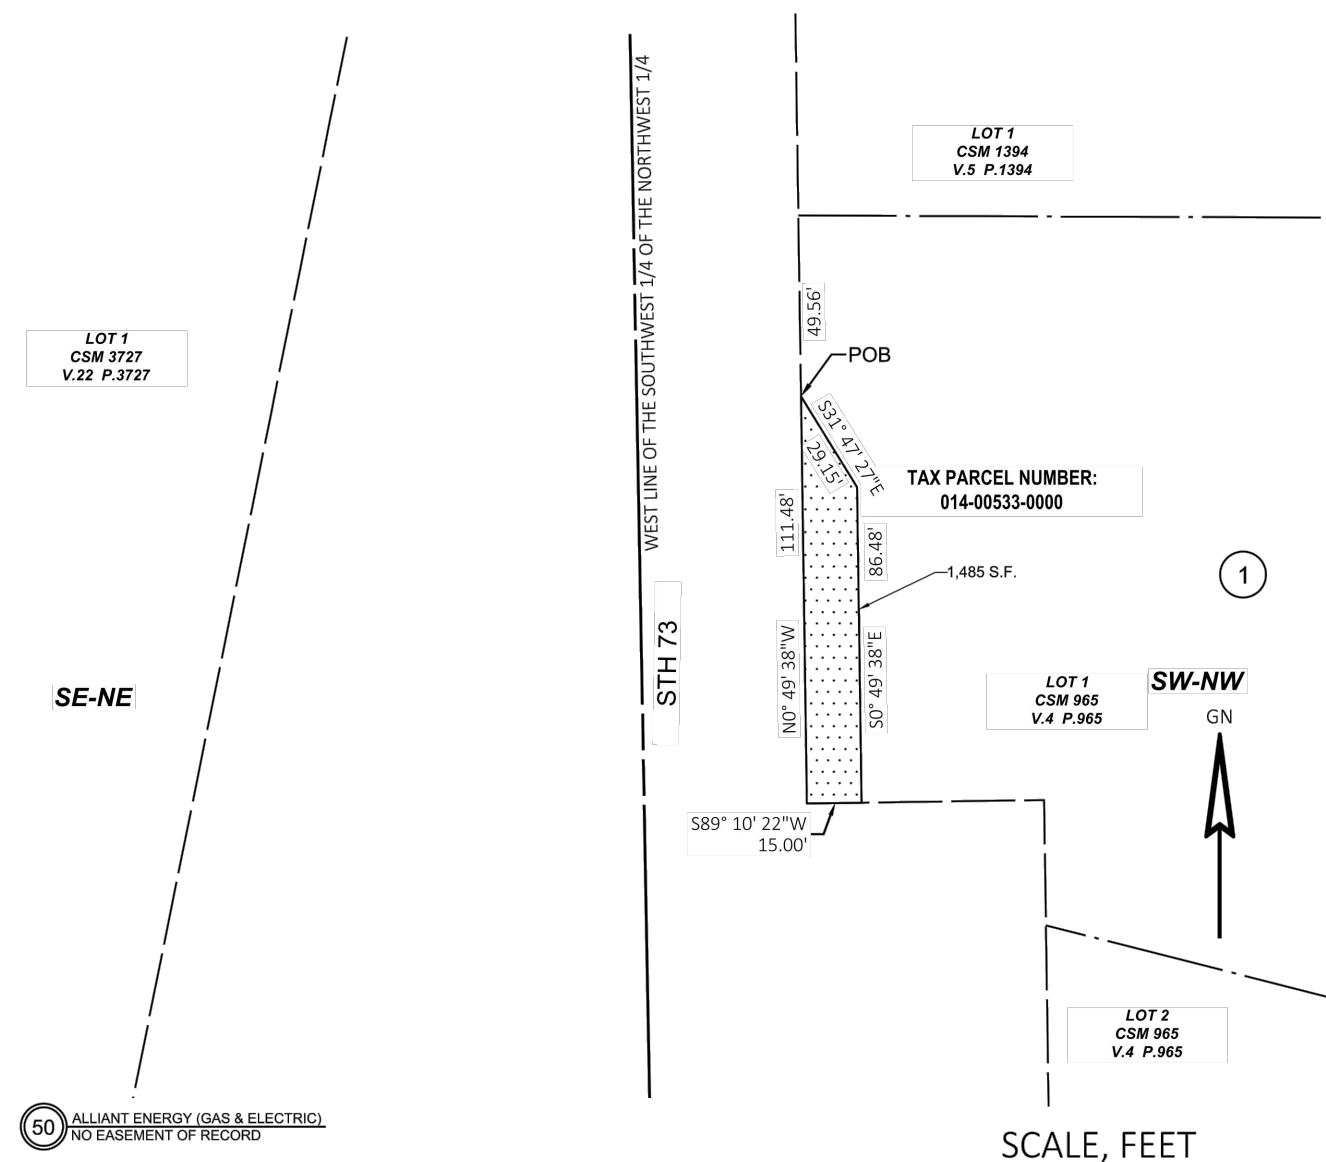 WEST LINE OF THE SOUTHWEST 1/4 OF THE NORTHWEST 1/4
LOT 1
CSM 1394
V.5 P.1394
49.56'
LOT 1
CSM 3727
V.22 P.3727
POB
S31° 47' 27"E
29.15'
TAX PARCEL NUMBER:
014-00533-0000
111.48'
86.48'
1,485 S.F.
1
STH 73
N0° 49' 38"W
S0° 49' 38"E
SE-NE
LOT 1
CSM 965
V.4 P.965
SW-NW
GN
S89° 10' 22"W
15.00'
LOT 2
CSM 965
V.4 P.965
50
ALLIANT ENERGY (GAS & ELECTRIC)
NO EASEMENT OF RECORD
SCALE, FEET